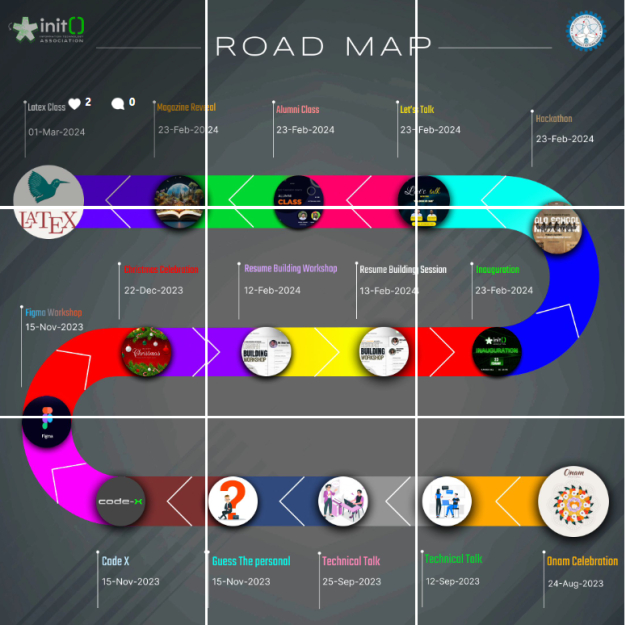 init()
ASSOCIATION
ROAD MAP
Latex Class
2
0
01-Mar-2024
Magazine Reveal
23-Feb-2024
Alumni Class
23-Feb-2024
Let's Talk
23-Feb-2024
Hackathon
23-Feb-2024
LATEX
CLASS
Let's talk
OLD SCHOOL
Christmas Celebration
22-Dec-2023
Resume Building Workshop
12-Feb-2024
Resume Building Session
13-Feb-2024
Inauguration
23-Feb-2024
Figma Workshop
15-Nov-2023
Christmas
BUILDING
WORKSHOP
BUILDING
WORKSHOP
INAUGURATION
Figma
code-X
Onam
Code X
15-Nov-2023
Guess The personal
15-Nov-2023
Technical Talk
25-Sep-2023
Technical Talk
12-Sep-2023
Onam Celebration
24-Aug-2023